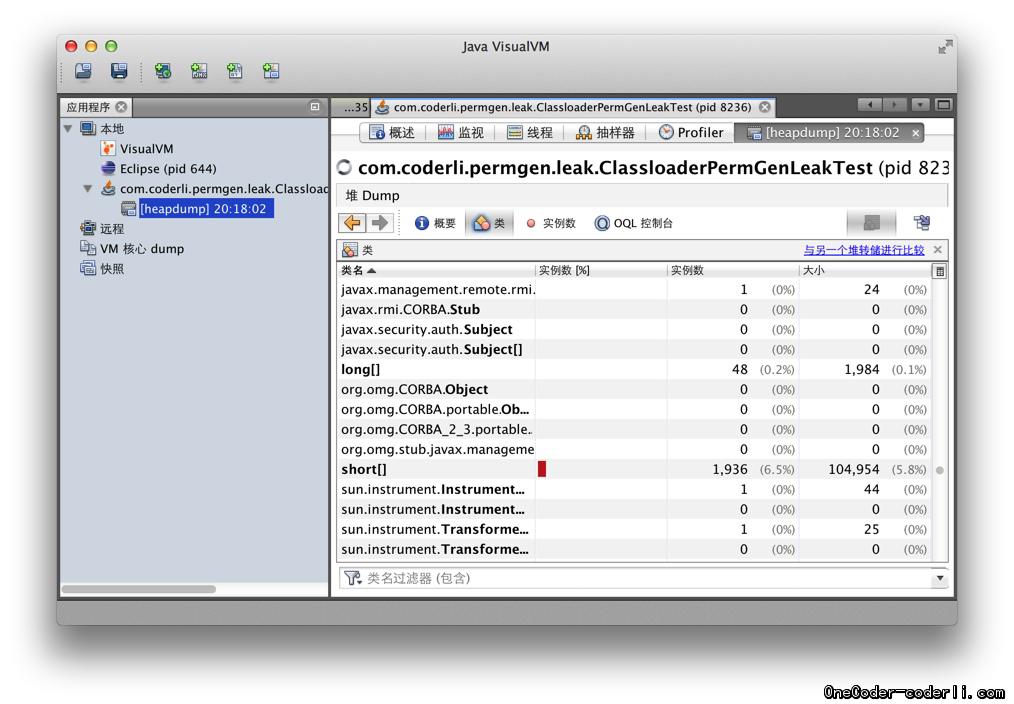 Java VisualVM
应用程序
本地
VisualVM
Eclipse (pid 644)
com.coderli.permgen.leak.Classload
[heapdump] 20:18:02
远程
VM 核心 dump
快照
...35
com.coderli.permgen.leak.ClassloaderPermGenLeakTest (pid 8236)
概述 监视 线程 抽样器 Profiler [heapdump] 20:18:02
com.coderli.permgen.leak.ClassloaderPermGenLeakTest (pid 823
堆 Dump
概要 类 实例数 OQL 控制台
类 与另一个堆转储进行比较
类名 实例数 [%] 实例数 大小
javax.management.remote.rmi. 1 (0%) 24 (0%)
javax.rmi.CORBA.Stub 0 (0%) 0 (0%)
javax.security.auth.Subject 0 (0%) 0 (0%)
javax.security.auth.Subject[] 0 (0%) 0 (0%)
long[] 48 (0.2%) 1,984 (0.1%)
org.omg.CORBA.Object 0 (0%) 0 (0%)
org.omg.CORBA.portable.Ob... 0 (0%) 0 (0%)
org.omg.CORBA_2_3.portable. 0 (0%) 0 (0%)
org.omg.stub.javax.manageme 0 (0%) 0 (0%)
short[] 1,936 (6.5%) 104,954 (5.8%)
sun.instrument.Instrument... 1 (0%) 44 (0%)
sun.instrument.Instrument... 0 (0%) 0 (0%)
sun.instrument.Transforme... 1 (0%) 25 (0%)
sun.instrument.Transforme... 0 (0%) 0 (0%)
类名过滤器 (包含)
OneCoder-coderli.com